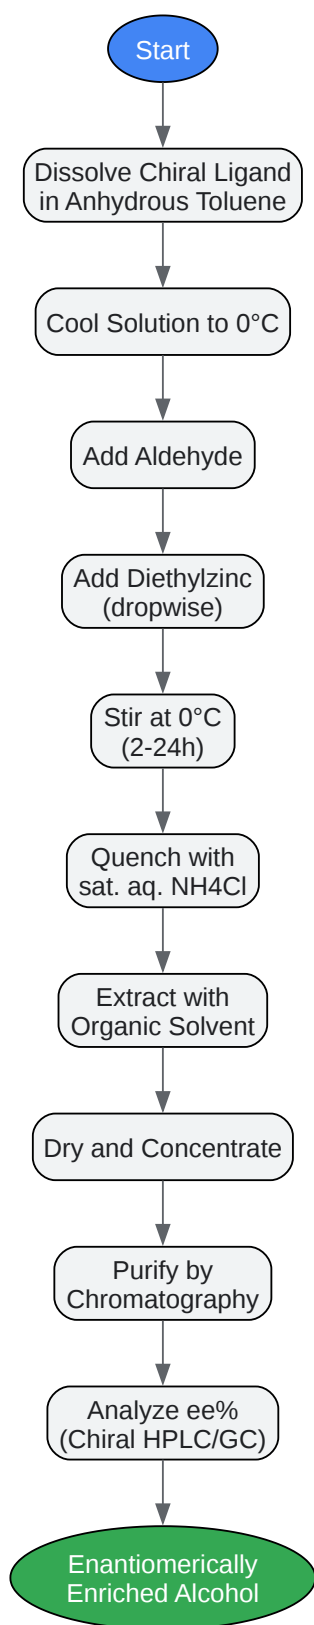 Start
Dissolve Chiral Ligand
in Anhydrous Toluene
Cool Solution to 0°C
Add Aldehyde
Add Diethylzinc
(dropwise)
Stir at 0°C
(2-24h)
Quench with
sat. aq. NH4Cl
Extract with
Organic Solvent
Dry and Concentrate
Purify by
Chromatography
Analyze ee%
(Chiral HPLC/GC)
Enantiomerically
Enriched Alcohol